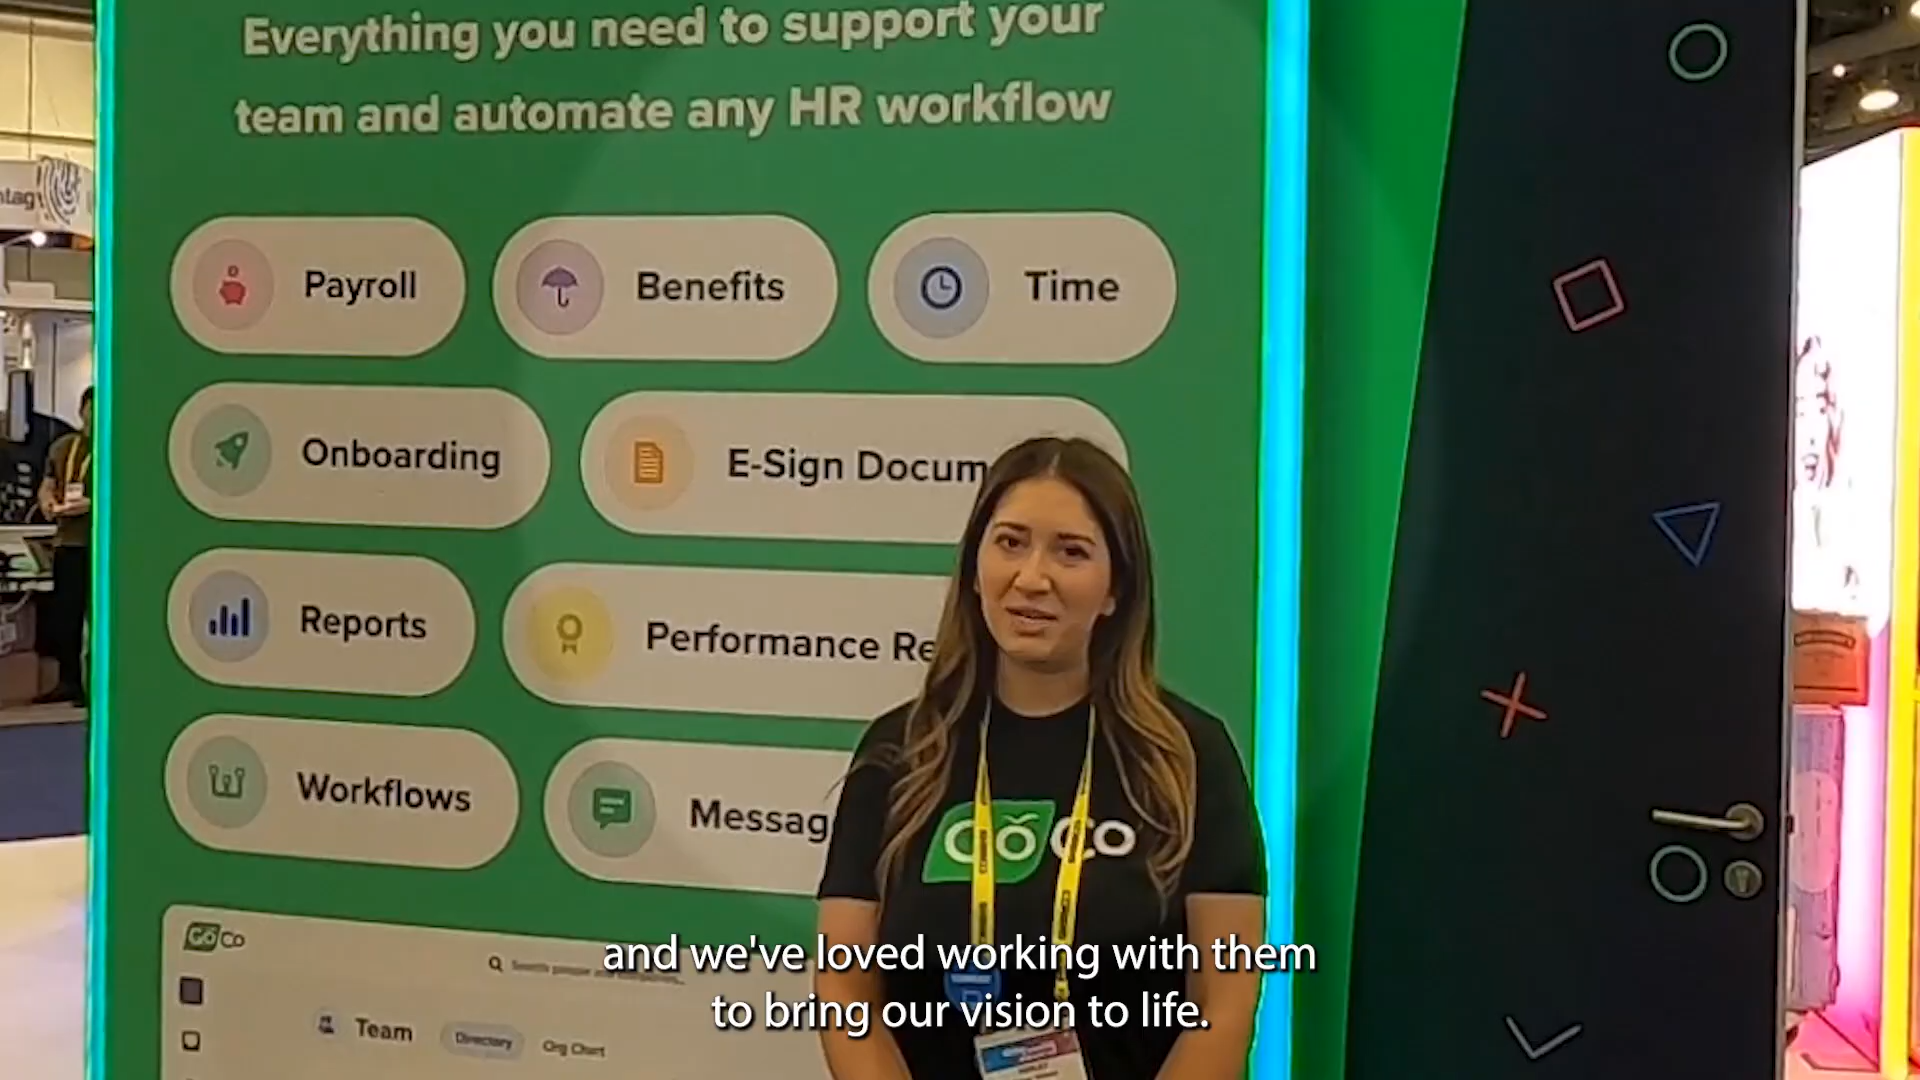 Everything you need to support your
team and automate any HR workflow
Payroll
Benefits
Time
Onboarding
E-Sign Docum
Reports
Performance Re
Workflows
Messag
GoCo
GoCo
Team
Directory
Org Chart
and we've loved working with them
to bring our vision to life.